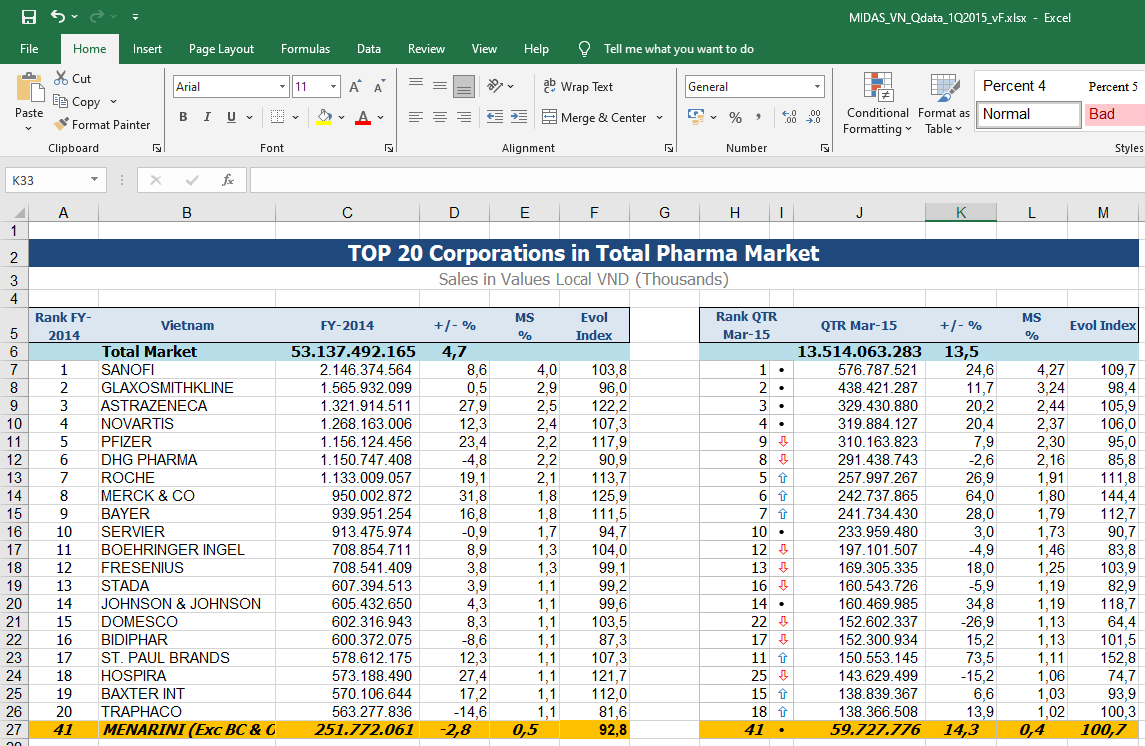 MIDAS_VN_Qdata_1Q2015_vF.xlsx - Excel
File Home Insert Page Layout Formulas Data Review View Help Tell me what you want to do
Paste
Cut
Copy
Format Painter
Clipboard
Arial 11 A A
B I U A
Font
Wrap Text
Merge & Center
Alignment
General
% , .00 .00
Number
Conditional Formatting
Format as Table
Percent 4 Percent 5
Normal Bad
Styles
K33 fx
A B C D E F G H I J K L M
1
2 TOP 20 Corporations in Total Pharma Market
3 Sales in Values Local VND (Thousands)
4
5 Rank FY-2014 Vietnam FY-2014 +/- % MS % Evol Index Rank QTR Mar-15 QTR Mar-15 +/- % MS % Evol Index
6 Total Market 53.137.492.165 4,7 13.514.063.283 13,5
7 1 SANOFI 2.146.374.564 8,6 4,0 103,8 1 • 576.787.521 24,6 4,27 109,7
8 2 GLAXOSMITHKLINE 1.565.932.099 0,5 2,9 96,0 2 • 438.421.287 11,7 3,24 98,4
9 3 ASTRAZENECA 1.321.914.511 27,9 2,5 122,2 3 • 329.430.880 20,2 2,44 105,9
10 4 NOVARTIS 1.268.163.006 12,3 2,4 107,3 4 • 319.884.127 20,4 2,37 106,0
11 5 PFIZER 1.156.124.456 23,4 2,2 117,9 9 ⇩ 310.163.823 7,9 2,30 95,0
12 6 DHG PHARMA 1.150.747.408 -4,8 2,2 90,9 8 ⇩ 291.438.743 -2,6 2,16 85,8
13 7 ROCHE 1.133.009.057 19,1 2,1 113,7 5 ⇧ 257.997.267 26,9 1,91 111,8
14 8 MERCK & CO 950.002.872 31,8 1,8 125,9 6 ⇧ 242.737.865 64,0 1,80 144,4
15 9 BAYER 939.951.254 16,8 1,8 111,5 7 ⇧ 241.734.430 28,0 1,79 112,7
16 10 SERVIER 913.475.974 -0,9 1,7 94,7 10 • 233.959.480 3,0 1,73 90,7
17 11 BOEHRINGER INGEL 708.854.711 8,9 1,3 104,0 12 ⇩ 197.101.507 -4,9 1,46 83,8
18 12 FRESENIUS 708.541.409 3,8 1,3 99,1 13 ⇩ 169.305.335 18,0 1,25 103,9
19 13 STADA 607.394.513 3,9 1,1 99,2 16 ⇩ 160.543.726 -5,9 1,19 82,9
20 14 JOHNSON & JOHNSON 605.432.650 4,3 1,1 99,6 14 • 160.469.985 34,8 1,19 118,7
21 15 DOMESCO 602.316.943 8,3 1,1 103,5 22 ⇩ 152.602.337 -26,9 1,13 64,4
22 16 BIDIPHAR 600.372.075 -8,6 1,1 87,3 17 ⇩ 152.300.934 15,2 1,13 101,5
23 17 ST. PAUL BRANDS 578.612.175 12,3 1,1 107,3 11 ⇧ 150.553.145 73,5 1,11 152,8
24 18 HOSPIRA 573.188.490 27,4 1,1 121,7 25 ⇩ 143.629.499 -15,2 1,06 74,7
25 19 BAXTER INT 570.106.644 17,2 1,1 112,0 15 ⇧ 138.839.367 6,6 1,03 93,9
26 20 TRAPHACO 563.277.836 -14,6 1,1 81,6 18 ⇧ 138.366.508 13,9 1,02 100,3
27 41 MENARINI (Exc BC & O 251.772.061 -2,8 0,5 92,8 41 • 59.727.776 14,3 0,4 100,7